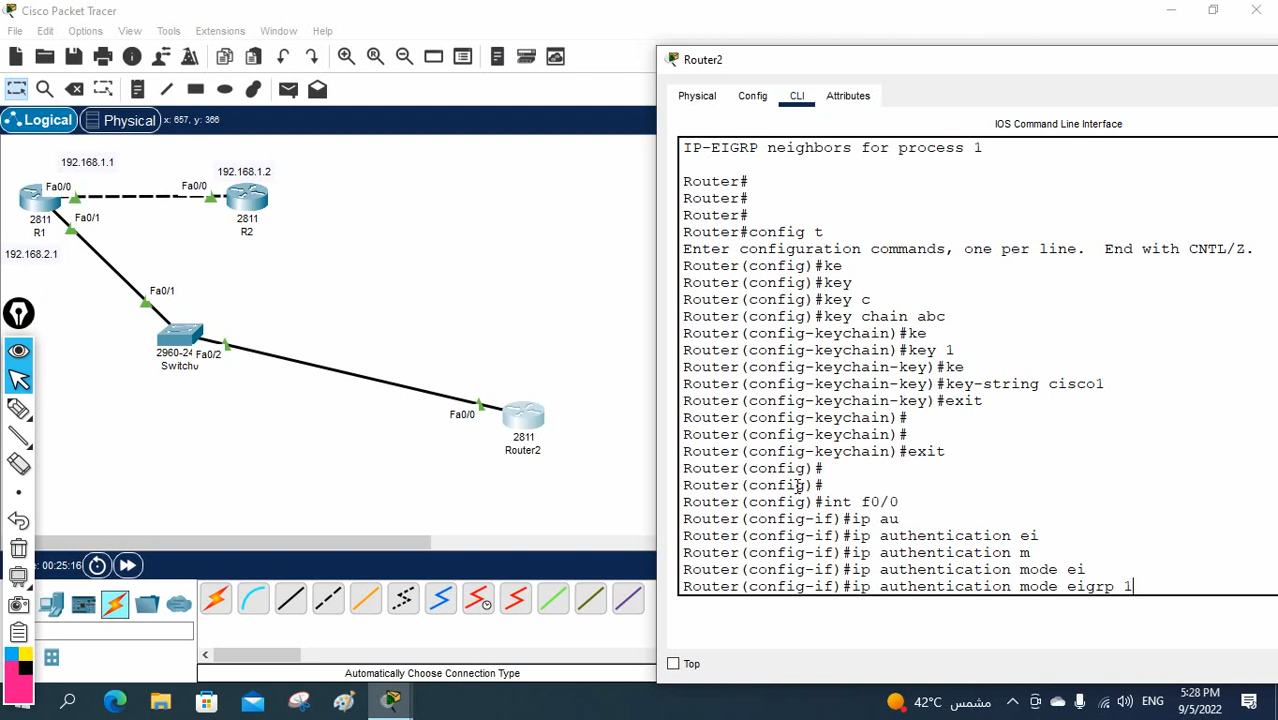 Cisco Packet Tracer
File Edit Options View Tools Extensions Window Help
Logical Physical x: 657, y: 366
192.168.1.1
192.168.1.2
Fa0/0
Fa0/0
2811
R1
2811
R2
Fa0/1
192.168.2.1
Fa0/1
2960-24
Fa0/2
Switch0
Fa0/0
2811
Router2
: 00:25:16
Automatically Choose Connection Type
Router2
Physical Config CLI Attributes
IOS Command Line Interface
IP-EIGRP neighbors for process 1
Router#
Router#
Router#
Router#config t
Enter configuration commands, one per line. End with CNTL/Z.
Router(config)#ke
Router(config)#key
Router(config)#key c
Router(config)#key chain abc
Router(config-keychain)#ke
Router(config-keychain)#key 1
Router(config-keychain-key)#ke
Router(config-keychain-key)#key-string cisco1
Router(config-keychain-key)#exit
Router(config-keychain)#
Router(config-keychain)#
Router(config-keychain)#exit
Router(config)#
Router(config)#
Router(config)#int f0/0
Router(config-if)#ip au
Router(config-if)#ip authentication ei
Router(config-if)#ip authentication m
Router(config-if)#ip authentication mode ei
Router(config-if)#ip authentication mode eigrp 1
Top
42°C مشمس
ENG
5:28 PM
9/5/2022